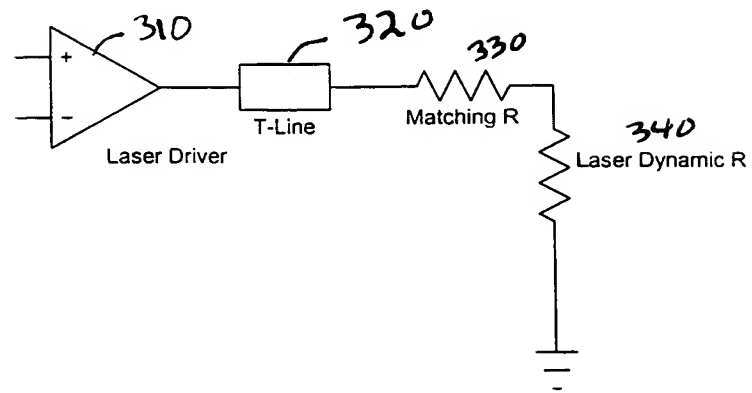 310
320
330
+
-
T-Line
Matching R
340
Laser Driver
Laser Dynamic R